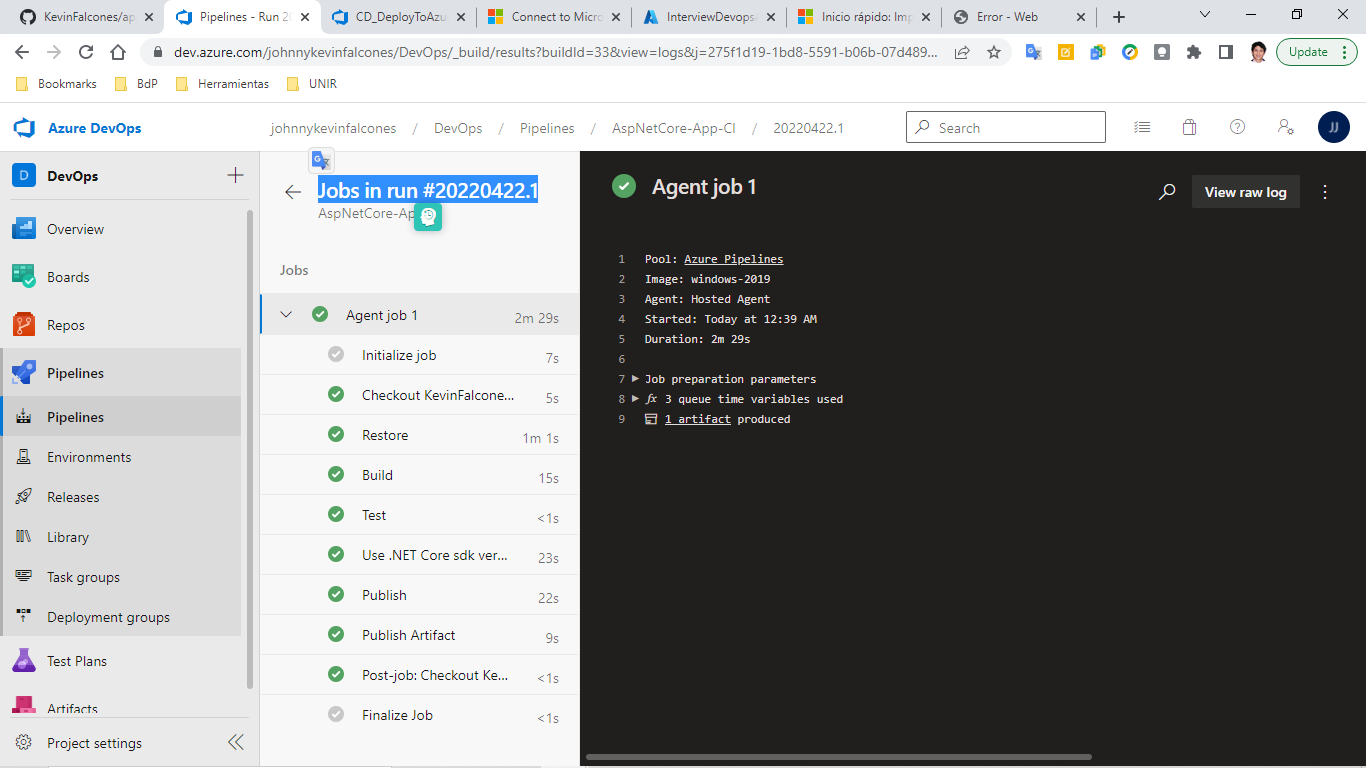 KevinFalcones/ap
Pipelines - Run 20
CD_DeployToAzu
Connect to Micro
InterviewDevops
Inicio rápido: Imp
Error - Web
dev.azure.com/johnnykevinfalcones/DevOps/_build/results?buildId=33&view=logs&j=275f1d19-1bd8-5591-b06b-07d489...
Update
Bookmarks
BdP
Herramientas
UNIR
Azure DevOps
johnnykevinfalcones / DevOps / Pipelines / AspNetCore-App-CI / 20220422.1
Search
JJ
D DevOps
Overview
Boards
Repos
Pipelines
Pipelines
Environments
Releases
Library
Task groups
Deployment groups
Test Plans
Artifacts
Project settings
Jobs in run #20220422.1
AspNetCore-Ap
Jobs
Agent job 1 2m 29s
Initialize job 7s
Checkout KevinFalcone... 5s
Restore 1m 1s
Build 15s
Test <1s
Use .NET Core sdk ver... 23s
Publish 22s
Publish Artifact 9s
Post-job: Checkout Ke... <1s
Finalize Job <1s
Agent job 1
View raw log
1 Pool: Azure Pipelines
2 Image: windows-2019
3 Agent: Hosted Agent
4 Started: Today at 12:39 AM
5 Duration: 2m 29s
6
7 Job preparation parameters
8 fx 3 queue time variables used
9 1 artifact produced